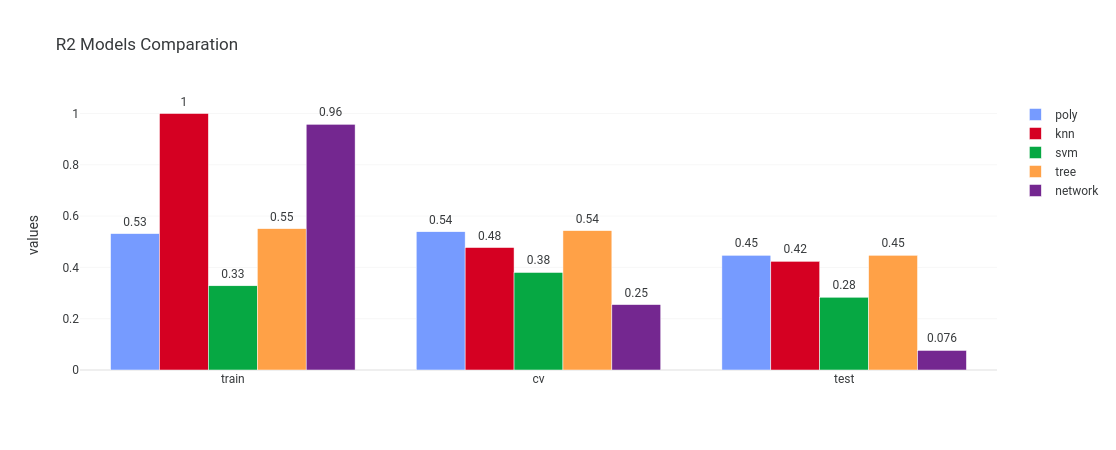 R2 Models Comparation
values
1
0.8
0.6
0.4
0.2
0
0.53
1
0.33
0.55
0.96
0.54
0.48
0.38
0.54
0.25
0.45
0.42
0.28
0.45
0.076
train
cv
test
poly
knn
svm
tree
network